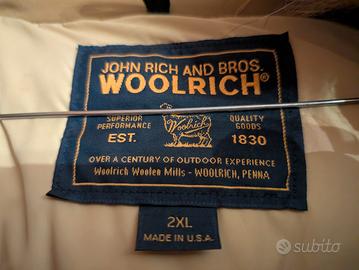 JOHN RICH AND BROS.
WOOLRICH®
SUPERIOR PERFORMANCE
Woolrich
QUALITY GOODS
EST.
1830
OVER A CENTURY OF OUTDOOR EXPERIENCE
Woolrich Woolen Mills - WOOLRICH, PENNA
2XL
MADE IN U.S.A.
subito